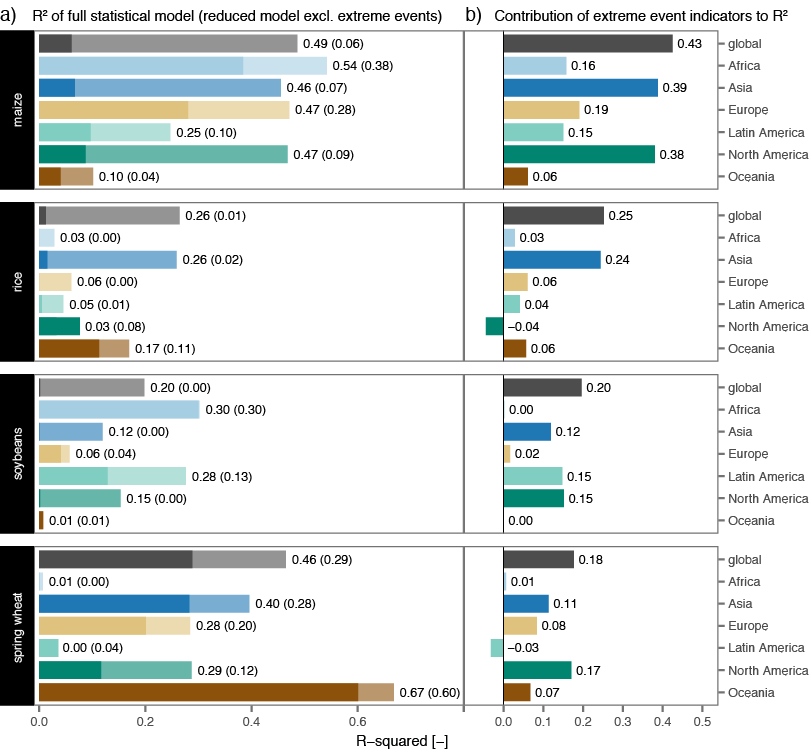 a) R² of full statistical model (reduced model excl. extreme events)
b) Contribution of extreme event indicators to R²
maize
0.49 (0.06) 0.43 global
0.54 (0.38) 0.16 Africa
0.46 (0.07) 0.39 Asia
0.47 (0.28) 0.19 Europe
0.25 (0.10) 0.15 Latin America
0.47 (0.09) 0.38 North America
0.10 (0.04) 0.06 Oceania
rice
0.26 (0.01) 0.25 global
0.03 (0.00) 0.03 Africa
0.26 (0.02) 0.24 Asia
0.06 (0.00) 0.06 Europe
0.05 (0.01) 0.04 Latin America
0.03 (0.08) −0.04 North America
0.17 (0.11) 0.06 Oceania
soybeans
0.20 (0.00) 0.20 global
0.30 (0.30) 0.00 Africa
0.12 (0.00) 0.12 Asia
0.06 (0.04) 0.02 Europe
0.28 (0.13) 0.15 Latin America
0.15 (0.00) 0.15 North America
0.01 (0.01) 0.00 Oceania
spring wheat
0.46 (0.29) 0.18 global
0.01 (0.00) 0.01 Africa
0.40 (0.28) 0.11 Asia
0.28 (0.20) 0.08 Europe
0.00 (0.04) −0.03 Latin America
0.29 (0.12) 0.17 North America
0.67 (0.60) 0.07 Oceania
0.0 0.2 0.4 0.6 0.0 0.1 0.2 0.3 0.4 0.5
R−squared [−]